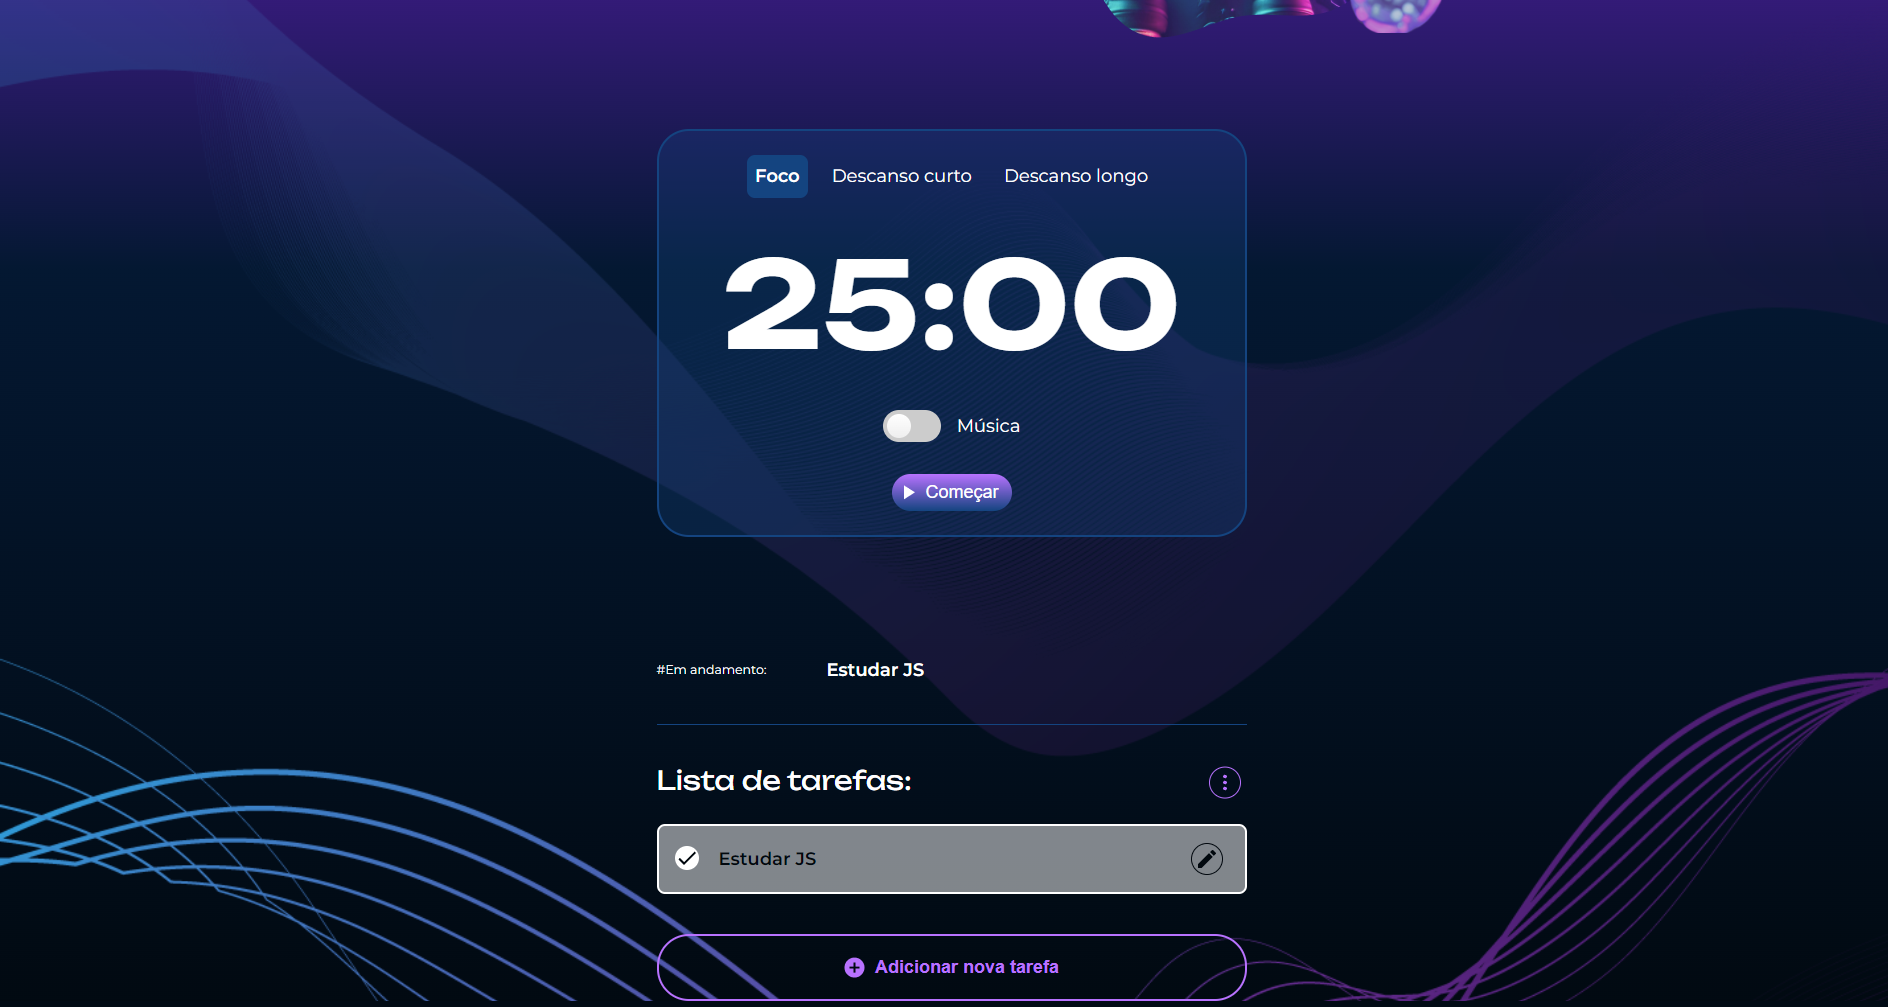 Foco Descanso curto Descanso longo
25:00
Música
Começar
#Em andamento: Estudar JS
Lista de tarefas:
Estudar JS
Adicionar nova tarefa